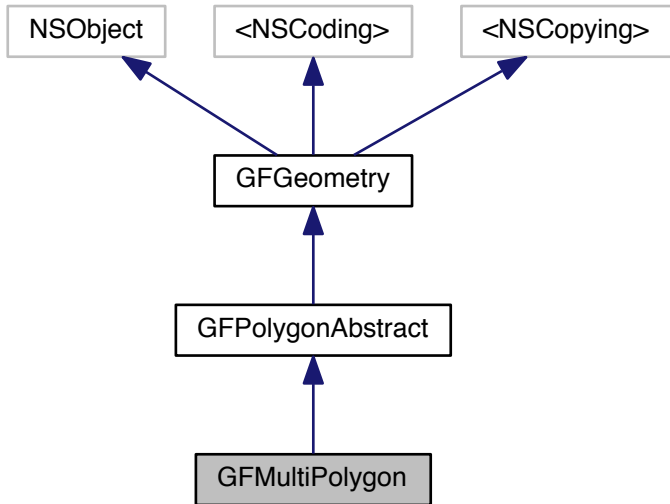 NSObject
<NSCoding>
<NSCopying>
GFGeometry
GFPolygonAbstract
GFMultiPolygon